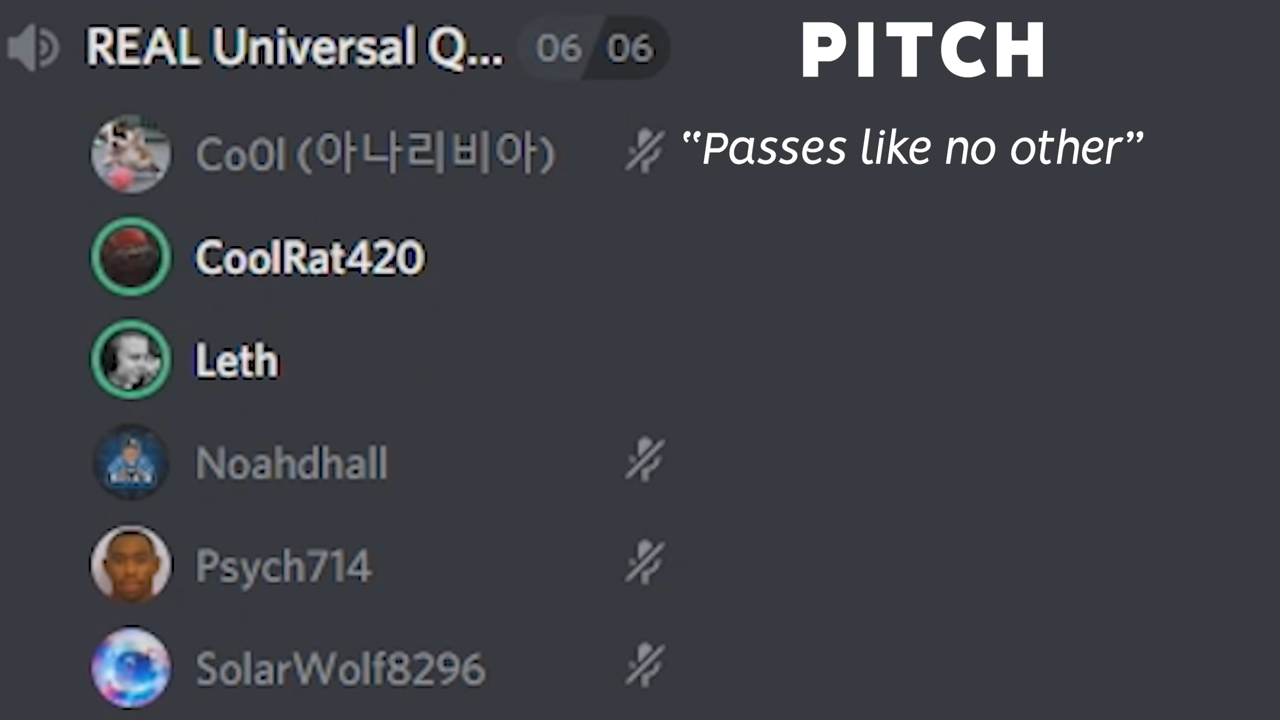 REAL Universal Q... 06 06
Co0l (아나리비아)
CoolRat420
Leth
Noahdhall
Psych714
SolarWolf8296
PITCH
“Passes like no other”